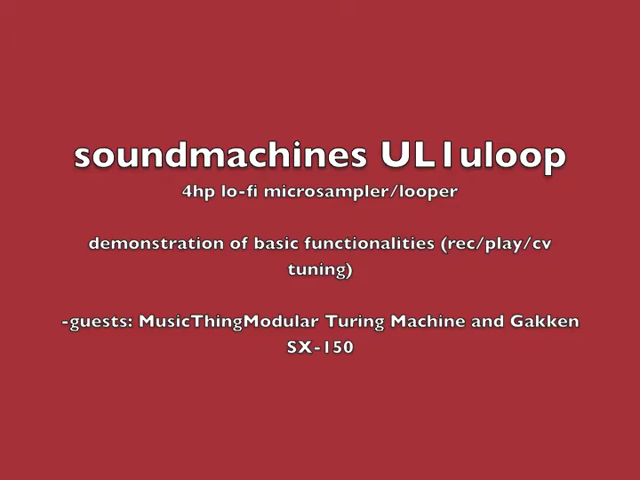 soundmachines UL1uloop
4hp lo-fi microsampler/looper
demonstration of basic functionalities (rec/play/cv
tuning)
-guests: MusicThingModular Turing Machine and Gakken
SX-150